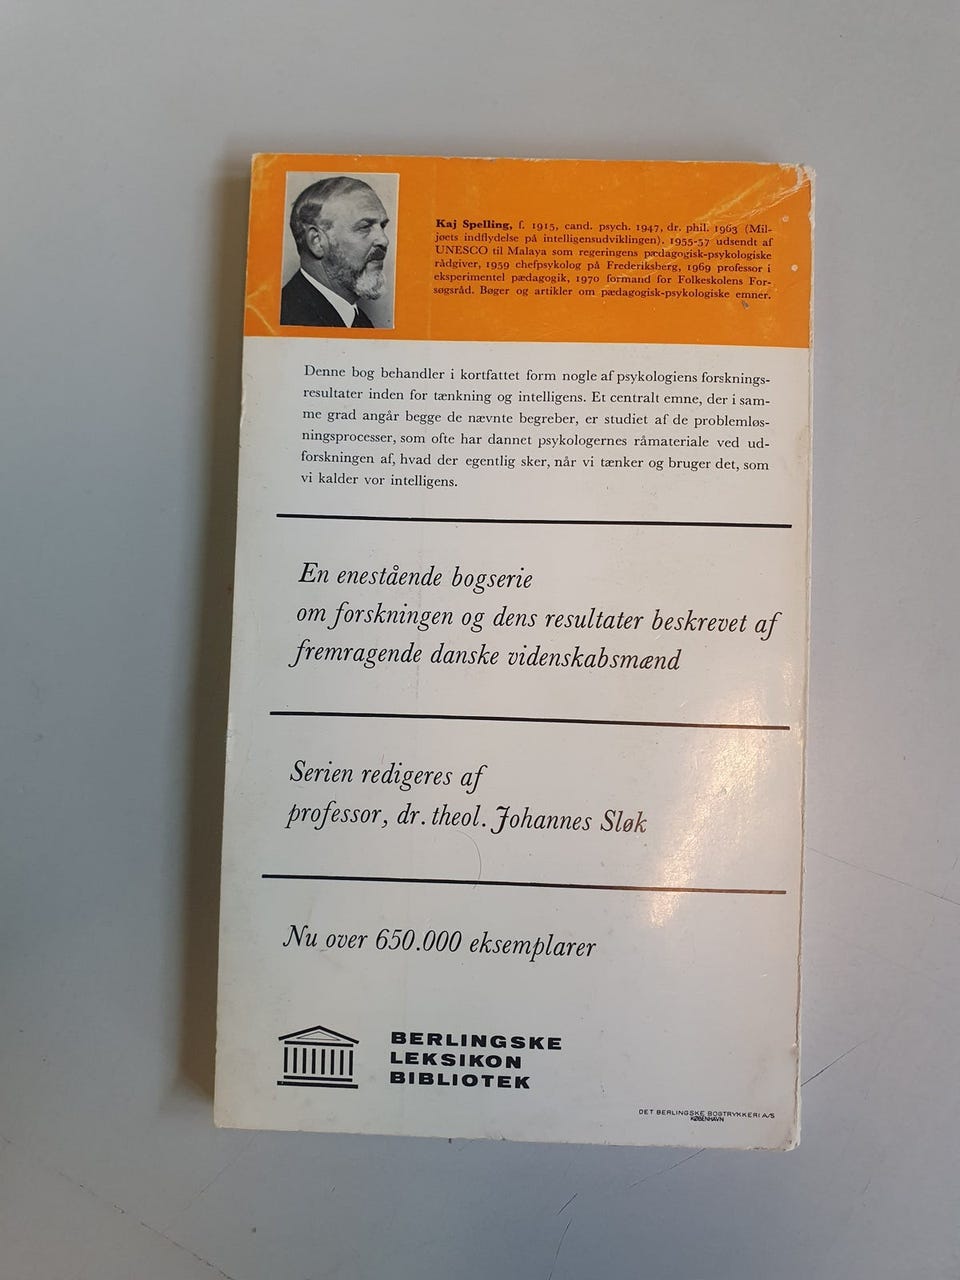 Kaj Spelling, f. 1915, cand. psych. 1947, dr. phil. 1963 (Mil-
jøets indflydelse på intelligensudviklingen). 1955-57 udsendt af
UNESCO til Malaya som regeringens pædagogisk-psykologiske
rådgiver, 1959 chefpsykolog på Frederiksberg, 1969 professor i
eksperimentel pædagogik, 1970 formand for Folkeskolens For-
søgsråd. Bøger og artikler om pædagogisk-psykologiske emner.
Denne bog behandler i kortfattet form nogle af psykologiens forsknings-
resultater inden for tænkning og intelligens. Et centralt emne, der i sam-
me grad angår begge de nævnte begreber, er studiet af de problemløs-
ningsprocesser, som ofte har dannet psykologernes råmateriale ved ud-
forskningen af, hvad der egentlig sker, når vi tænker og bruger det, som
vi kalder vor intelligens.
En enestående bogserie
om forskningen og dens resultater beskrevet af
fremragende danske videnskabsmænd
Serien redigeres af
professor, dr. theol. Johannes Sløk
Nu over 650.000 eksemplarer
BERLINGSKE
LEKSIKON
BIBLIOTEK
DET BERLINGSKE BOGTRYKKERI A/S
KØBENHAVN